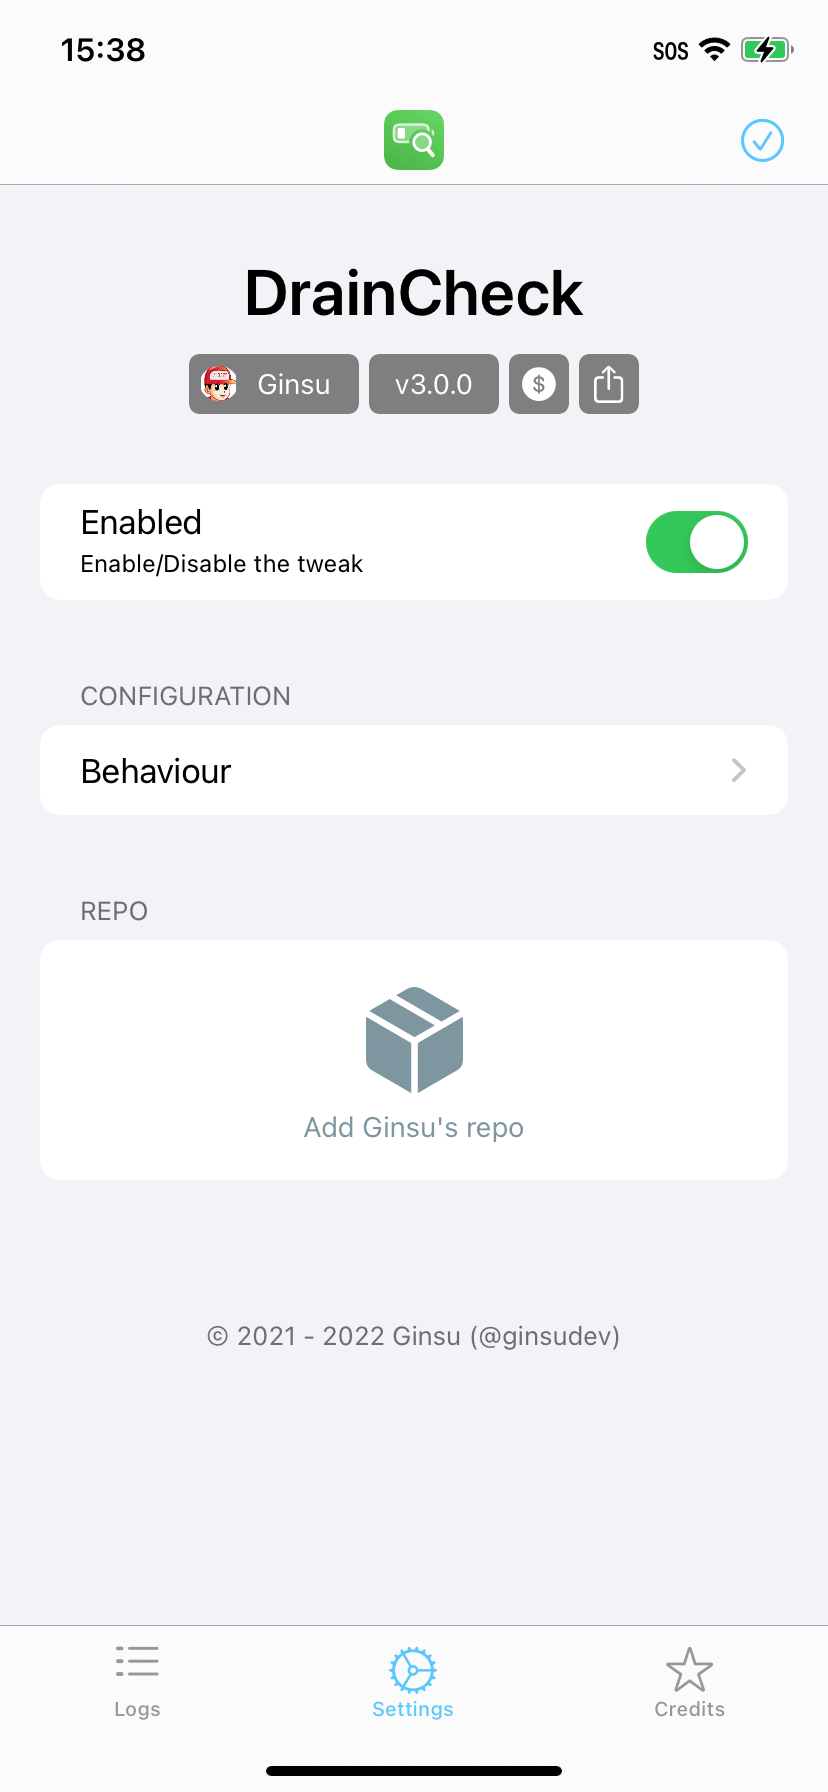 15:38
SOS
DrainCheck
Ginsu
v3.0.0
$
Enabled
Enable/Disable the tweak
CONFIGURATION
Behaviour
REPO
Add Ginsu's repo
© 2021 - 2022 Ginsu (@ginsudev)
Logs
Settings
Credits